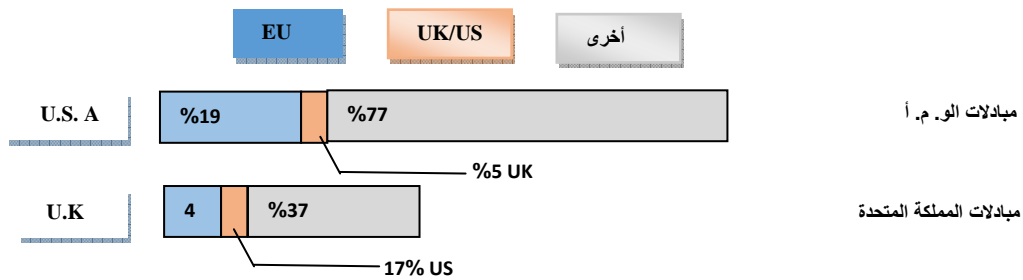 EU UK/US أخرى
U.S. A %19 %77 مبادلات الو. م. أ
%5 UK
U.K 4 %37 مبادلات المملكة المتحدة
17% US